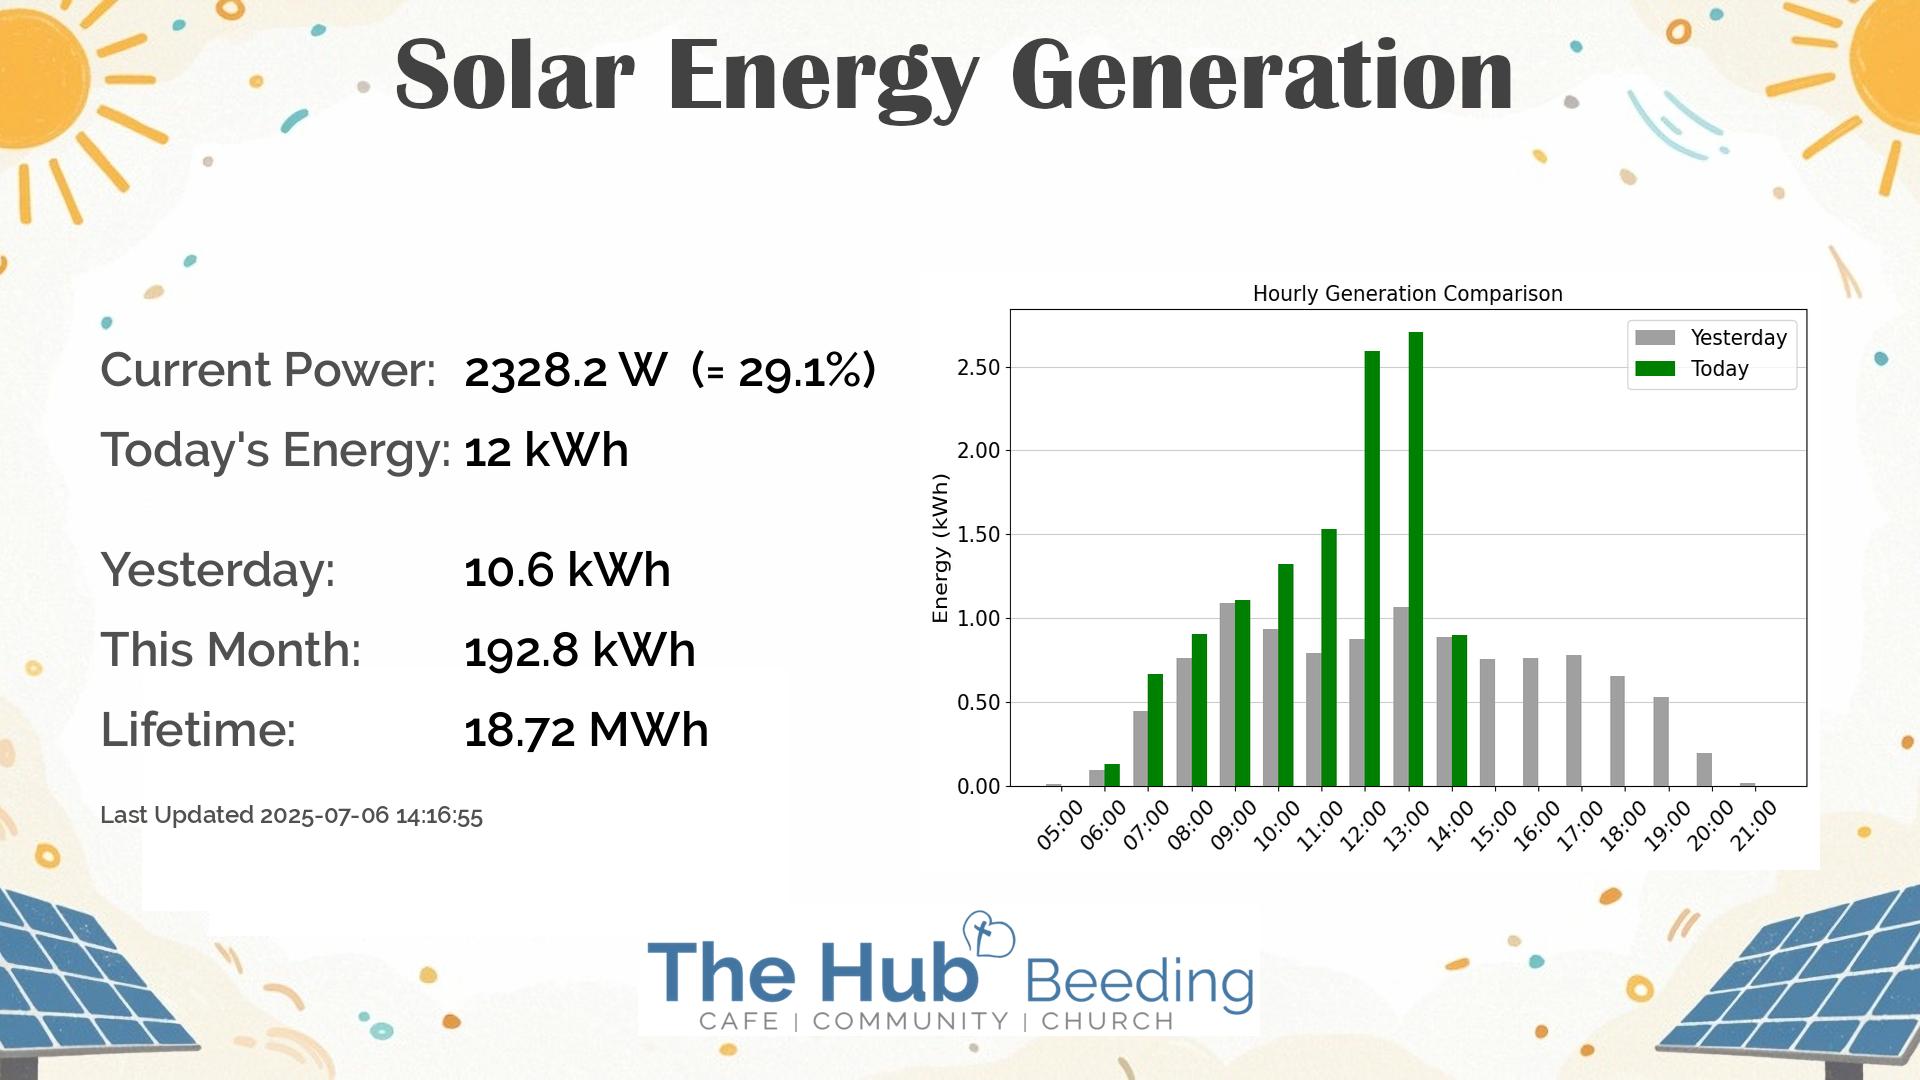 Solar Energy Generation
Current Power: 2328.2 W (= 29.1%)
Today's Energy: 12 kWh
Yesterday: 10.6 kWh
This Month: 192.8 kWh
Lifetime: 18.72 MWh
Last Updated 2025-07-06 14:16:55
Hourly Generation Comparison
Yesterday
Today
Energy (kWh)
2.50
2.00
1.50
1.00
0.50
0.00
05:00 06:00 07:00 08:00 09:00 10:00 11:00 12:00 13:00 14:00 15:00 16:00 17:00 18:00 19:00 20:00 21:00
The Hub Beeding
CAFE | COMMUNITY | CHURCH